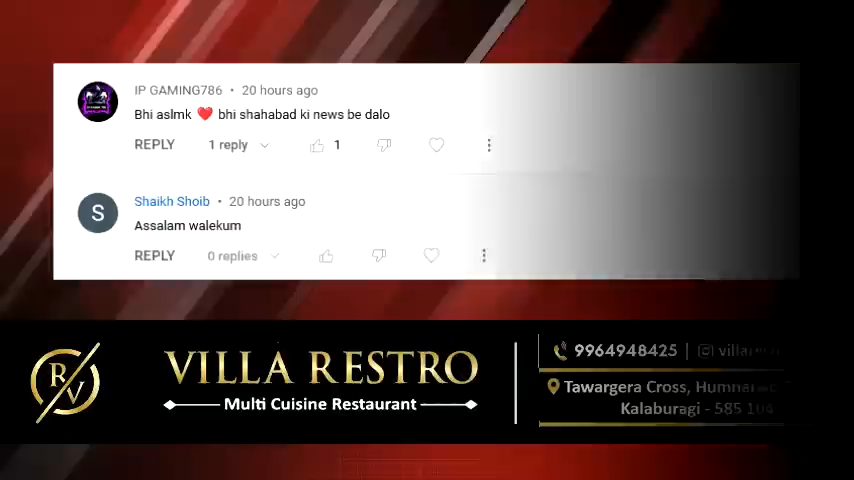 IP GAMING786 • 20 hours ago
Bhi aslmk ❤️ bhi shahabad ki news be dalo
REPLY 1 reply 1
S
Shaikh Shoib • 20 hours ago
Assalam walekum
REPLY 0 replies
RV
VILLA RESTRO
Multi Cuisine Restaurant
9964948425 |
Tawargera Cross,
Kalaburagi - 585 104